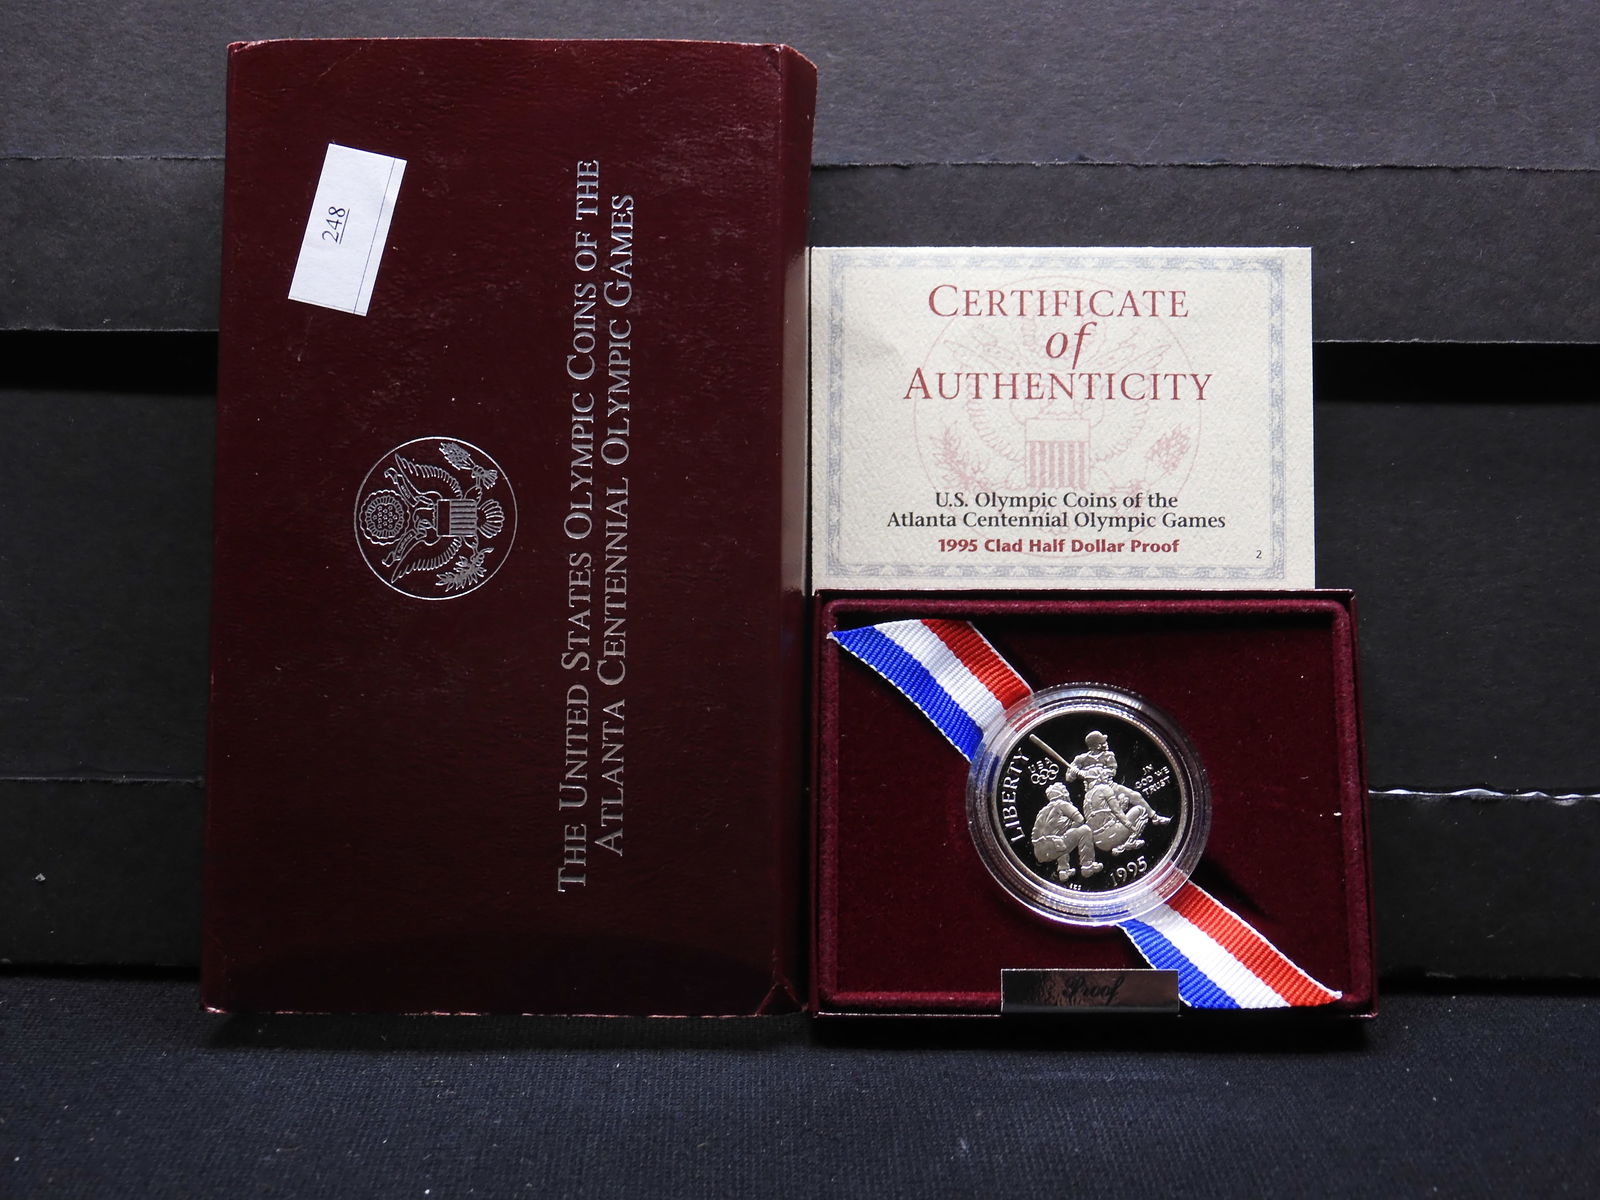 248
THE UNITED STATES OLYMPIC COINS OF THE
ATLANTA CENTENNIAL OLYMPIC GAMES
CERTIFICATE
of
AUTHENTICITY
U.S. Olympic Coins of the
Atlanta Centennial Olympic Games
1995 Clad Half Dollar Proof
2
LIBERTY
USA
IN
GOD WE
TRUST
1995
Proof